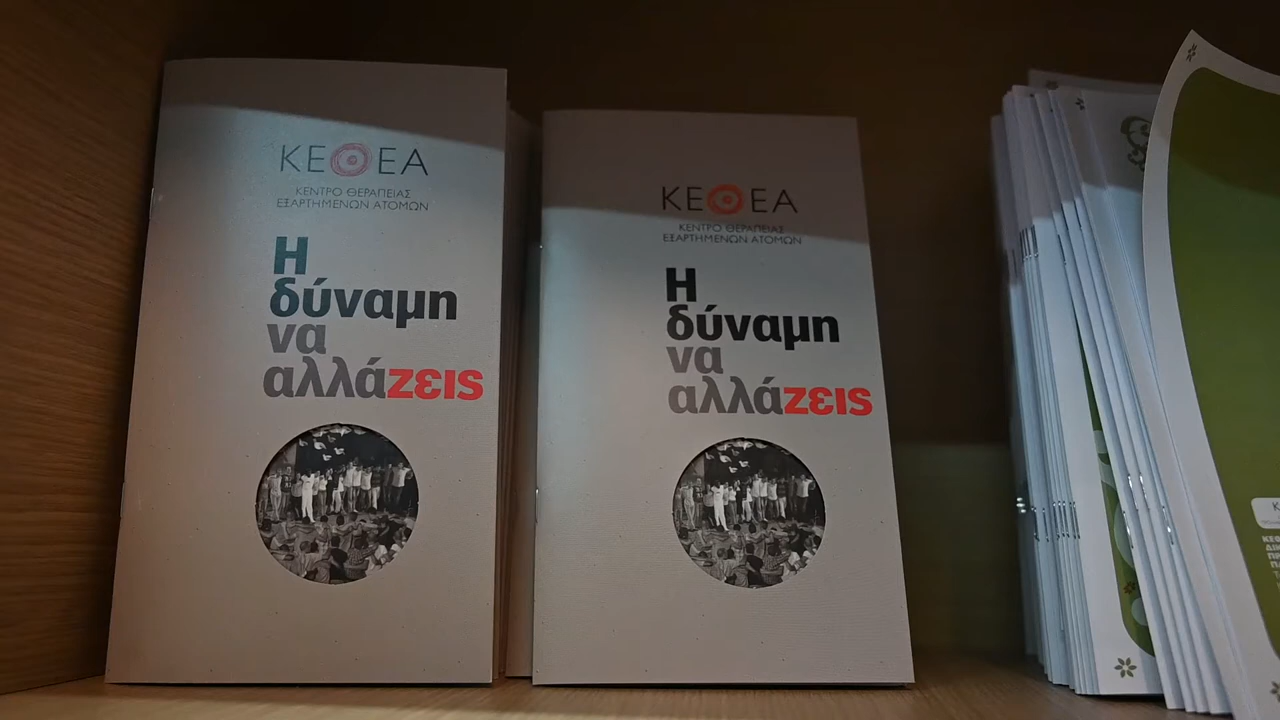 ΚΕΘΕΑ
ΚΕΝΤΡΟ ΘΕΡΑΠΕΙΑΣ
ΕΞΑΡΤΗΜΕΝΩΝ ΑΤΟΜΩΝ
Η
δύναμη
να
αλλάζεις
ΚΕΘΕΑ
ΚΕΝΤΡΟ ΘΕΡΑΠΕΙΑΣ
ΕΞΑΡΤΗΜΕΝΩΝ ΑΤΟΜΩΝ
Η
δύναμη
να
αλλάζεις